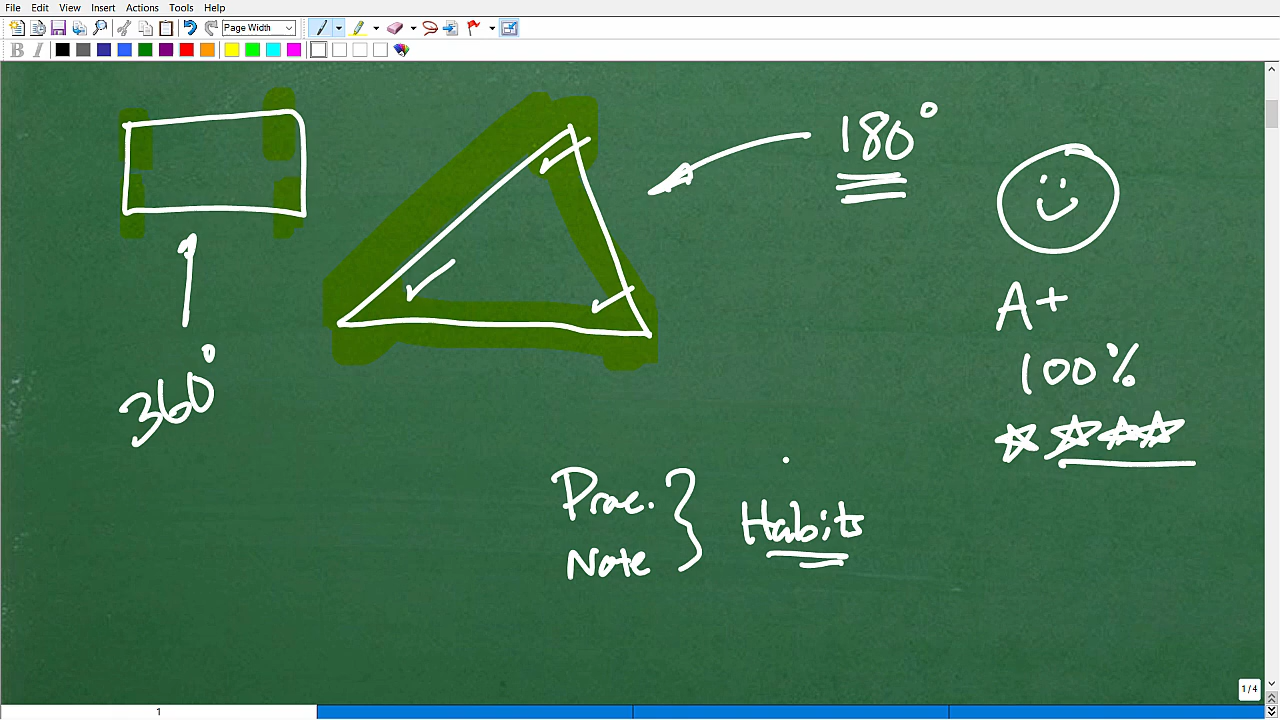 File Edit View Insert Actions Tools Help
Page Width
B I
180°
A+
360°
100%
Prac.
Habits
Note
1/4
1